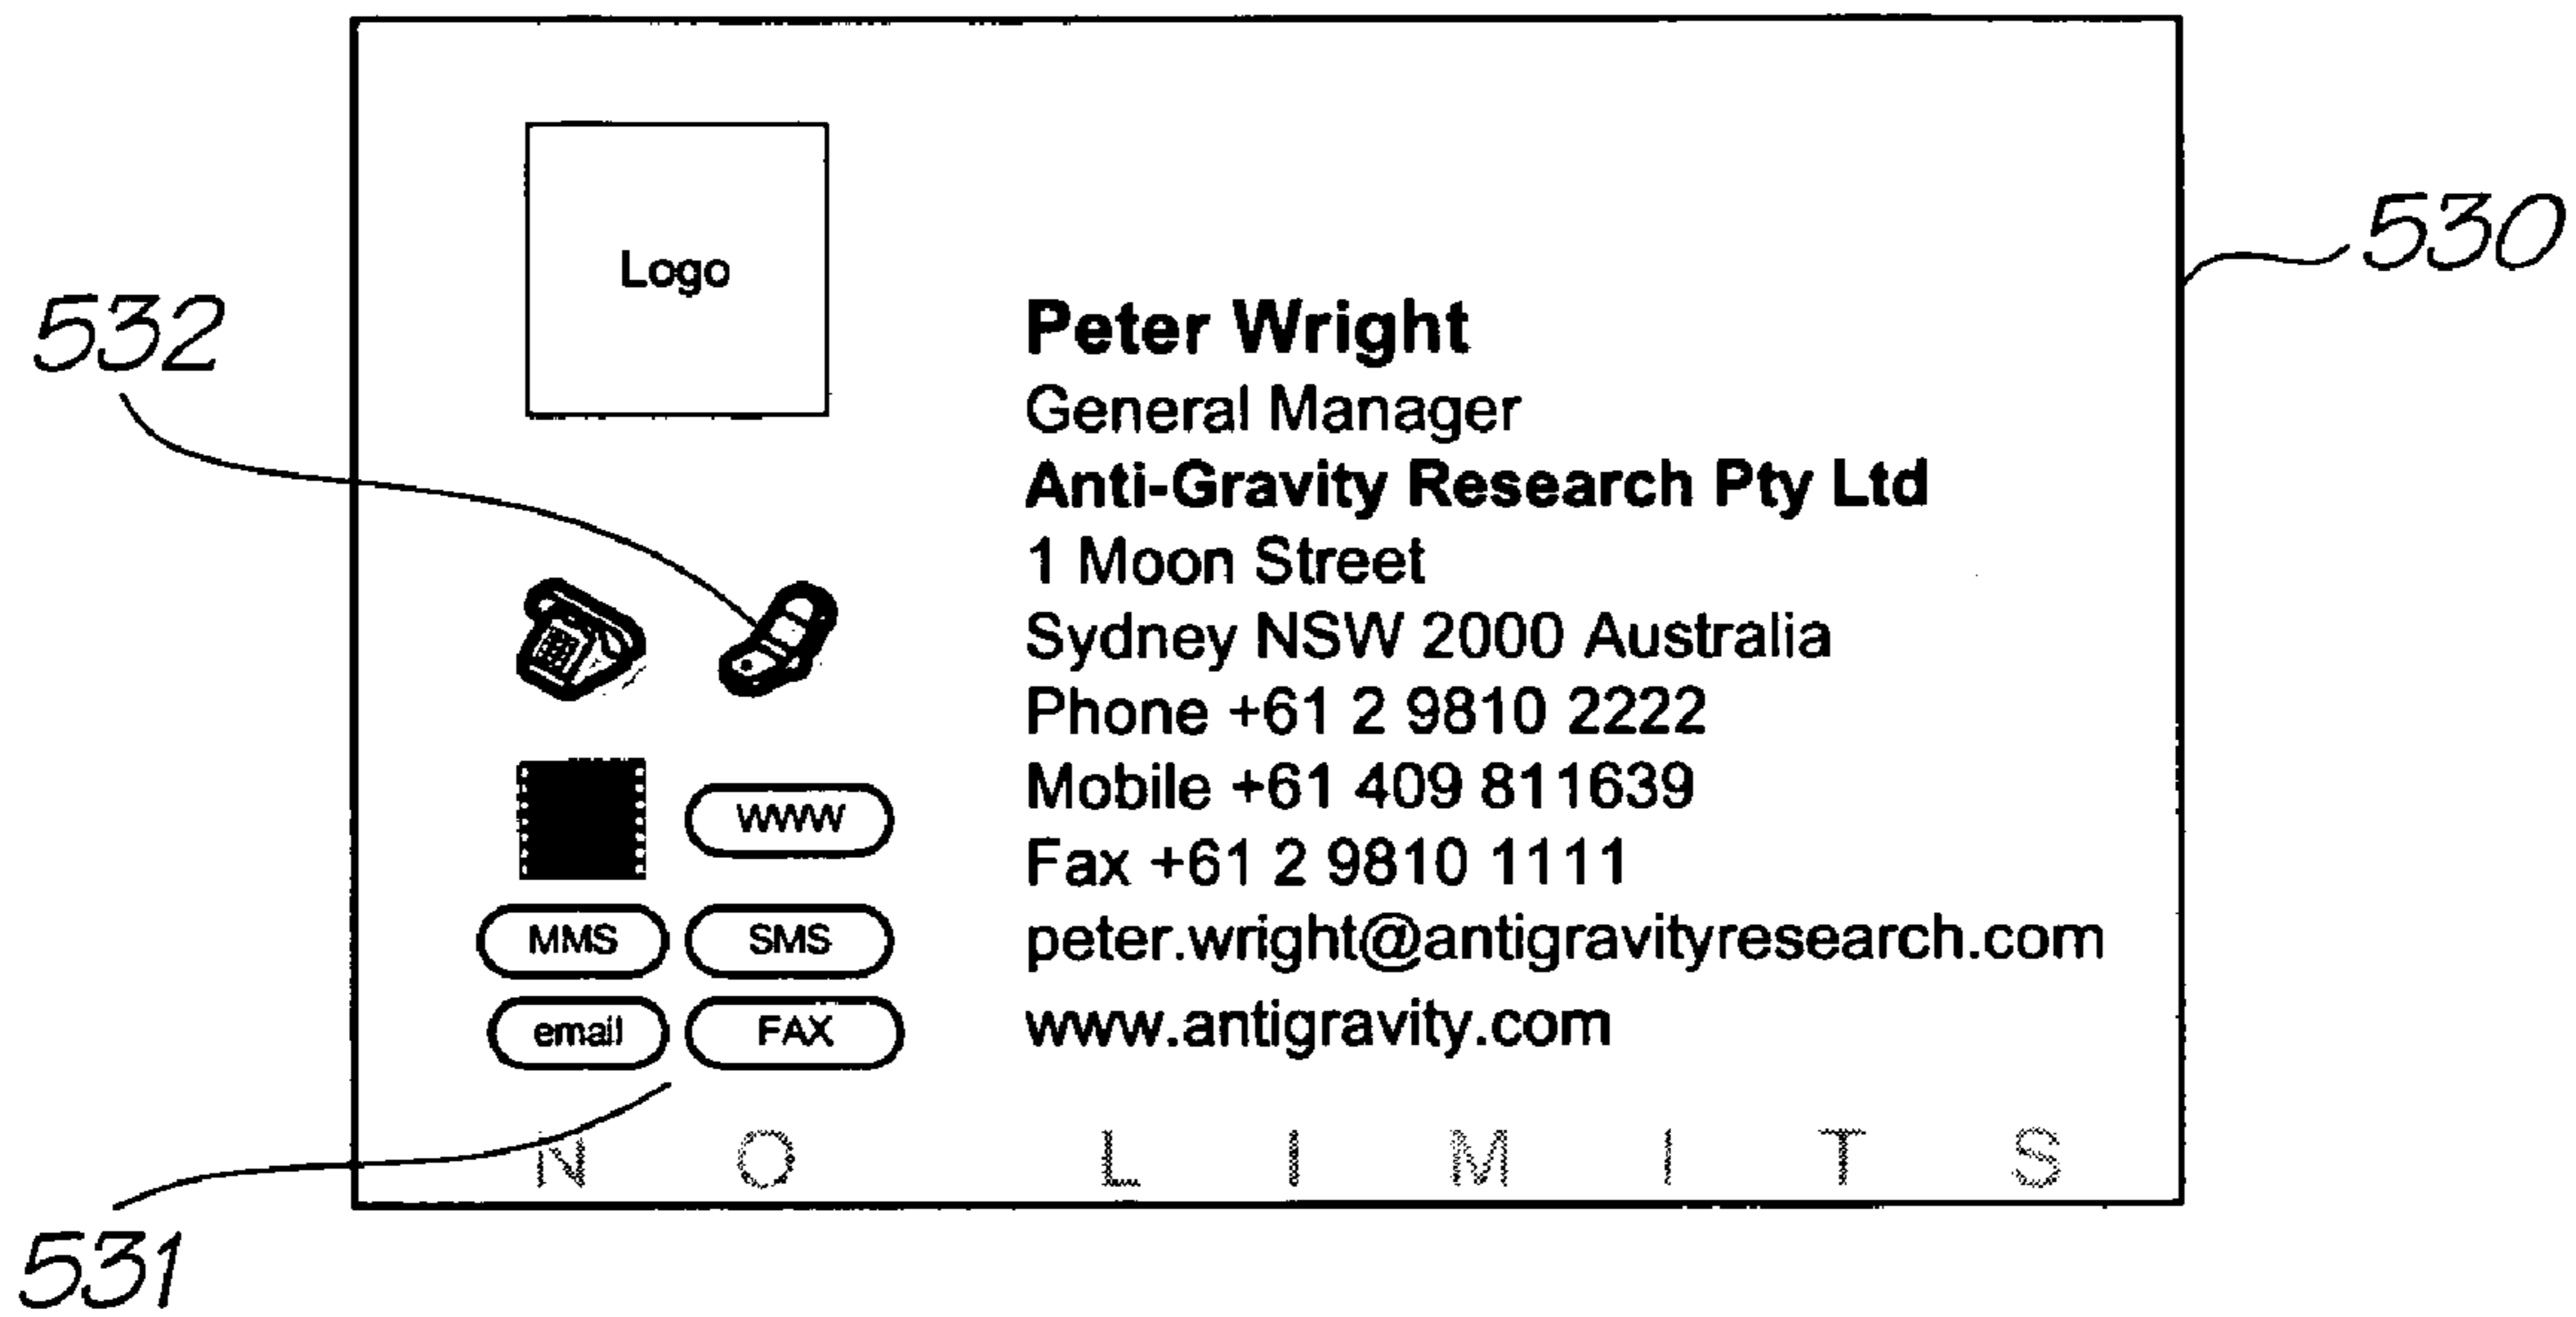 Logo
530
532
Peter Wright
General Manager
Anti-Gravity Research Pty Ltd
1 Moon Street
Sydney NSW 2000 Australia
Phone +61 2 9810 2222
Mobile +61 409 811639
Fax +61 2 9810 1111
peter.wright@antigravityresearch.com
www.antigravity.com
WWW
MMS SMS
email FAX
N O L I M I T S
531